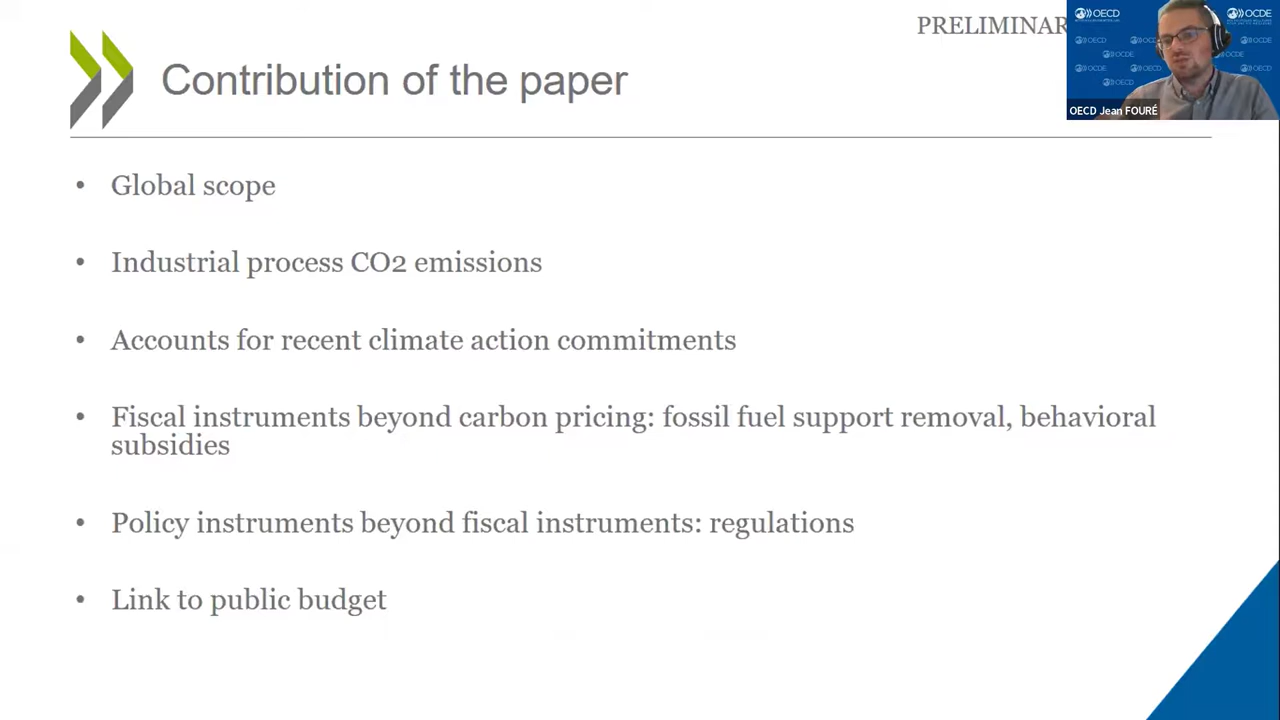 PRELIMINAR
OECD
OCDE
Contribution of the paper
OECD Jean FOURÉ
• Global scope
• Industrial process CO2 emissions
• Accounts for recent climate action commitments
• Fiscal instruments beyond carbon pricing: fossil fuel support removal, behavioral
subsidies
• Policy instruments beyond fiscal instruments: regulations
• Link to public budget